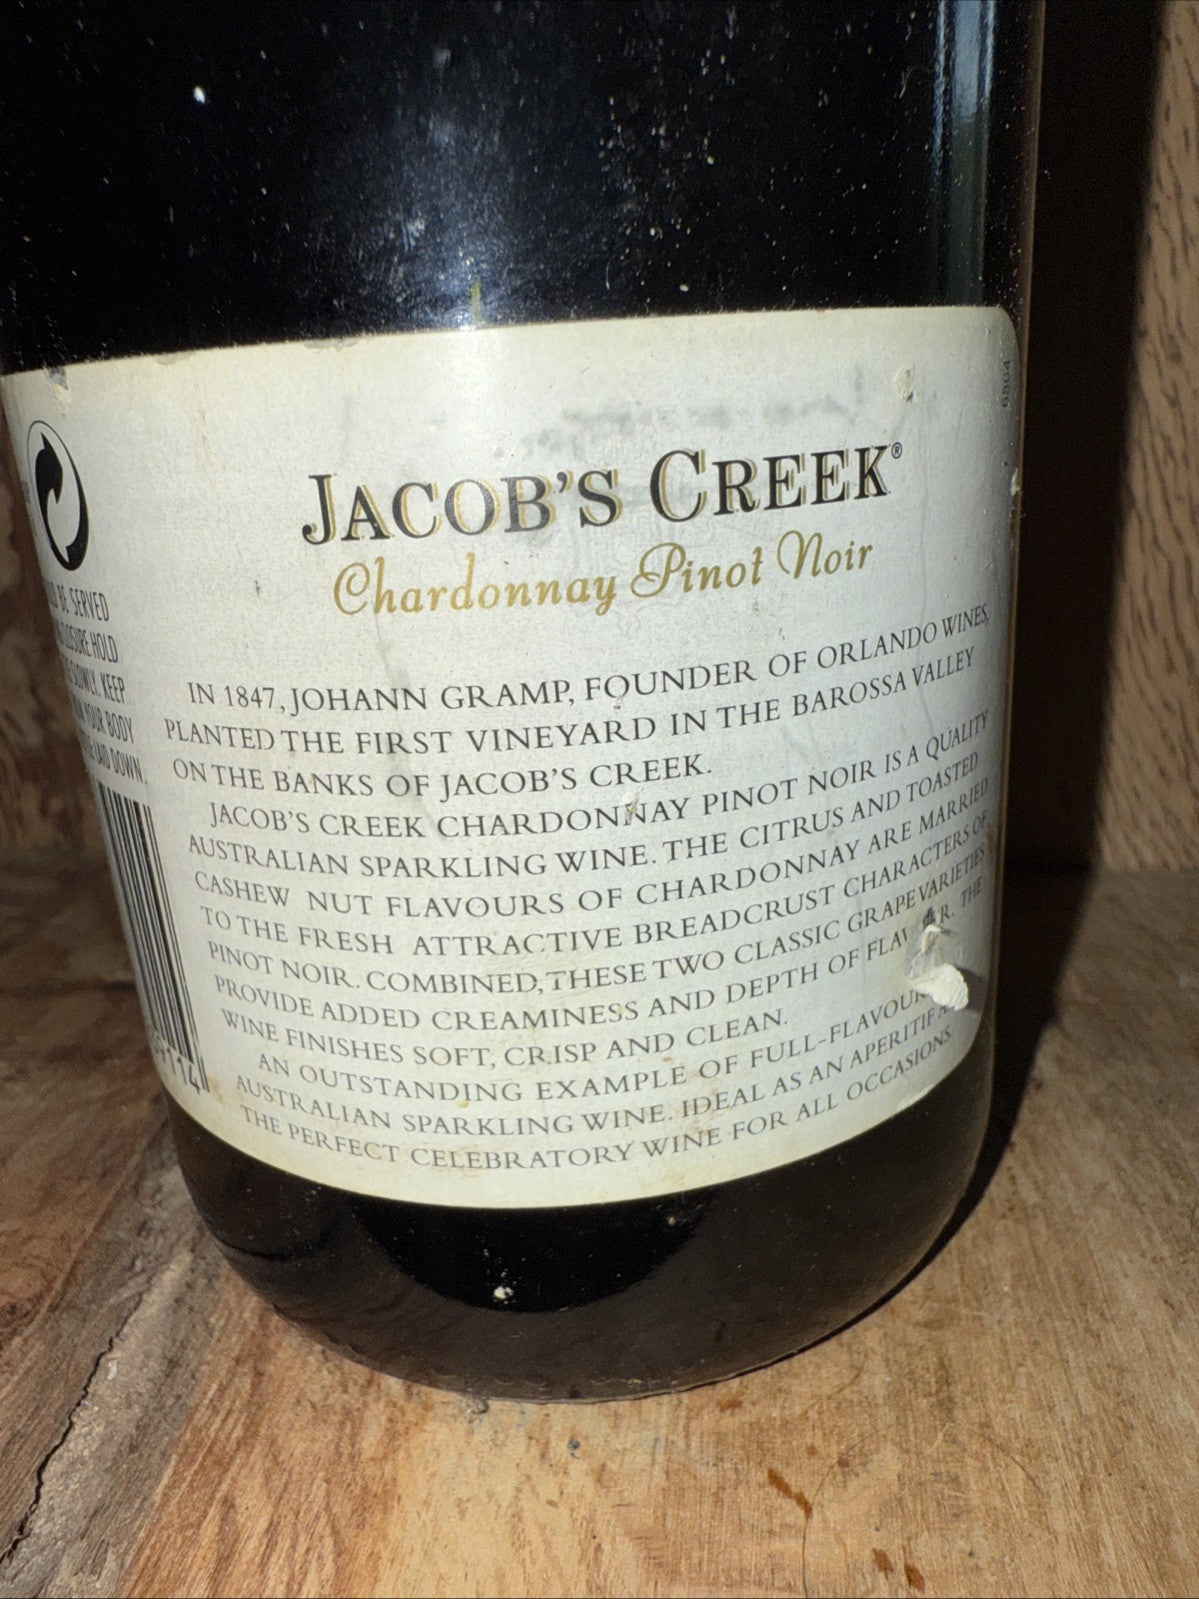 6864
JACOB'S CREEK®
Chardonnay Pinot Noir
BE SERVED
HOLD
SLOWLY. KEEP
YOUR BODY
LAID DOWN.
114
IN 1847, JOHANN GRAMP, FOUNDER OF ORLANDO WINES,
PLANTED THE FIRST VINEYARD IN THE BAROSSA VALLEY
ON THE BANKS OF JACOB'S CREEK.
JACOB'S CREEK CHARDONNAY PINOT NOIR IS A QUALITY
AUSTRALIAN SPARKLING WINE. THE CITRUS AND TOASTED
CASHEW NUT FLAVOURS OF CHARDONNAY ARE MARRIED
TO THE FRESH ATTRACTIVE BREADCRUST CHARACTERS OF
PINOT NOIR. COMBINED, THESE TWO CLASSIC GRAPE VARIETIES
PROVIDE ADDED CREAMINESS AND DEPTH OF THE
WINE FINISHES SOFT, CRISP AND CLEAN.
AN OUTSTANDING EXAMPLE OF
AUSTRALIAN SPARKLING WINE. IDEAL AS AN APERITIF
THE PERFECT CELEBRATORY WINE FOR ALL OCCASIONS.